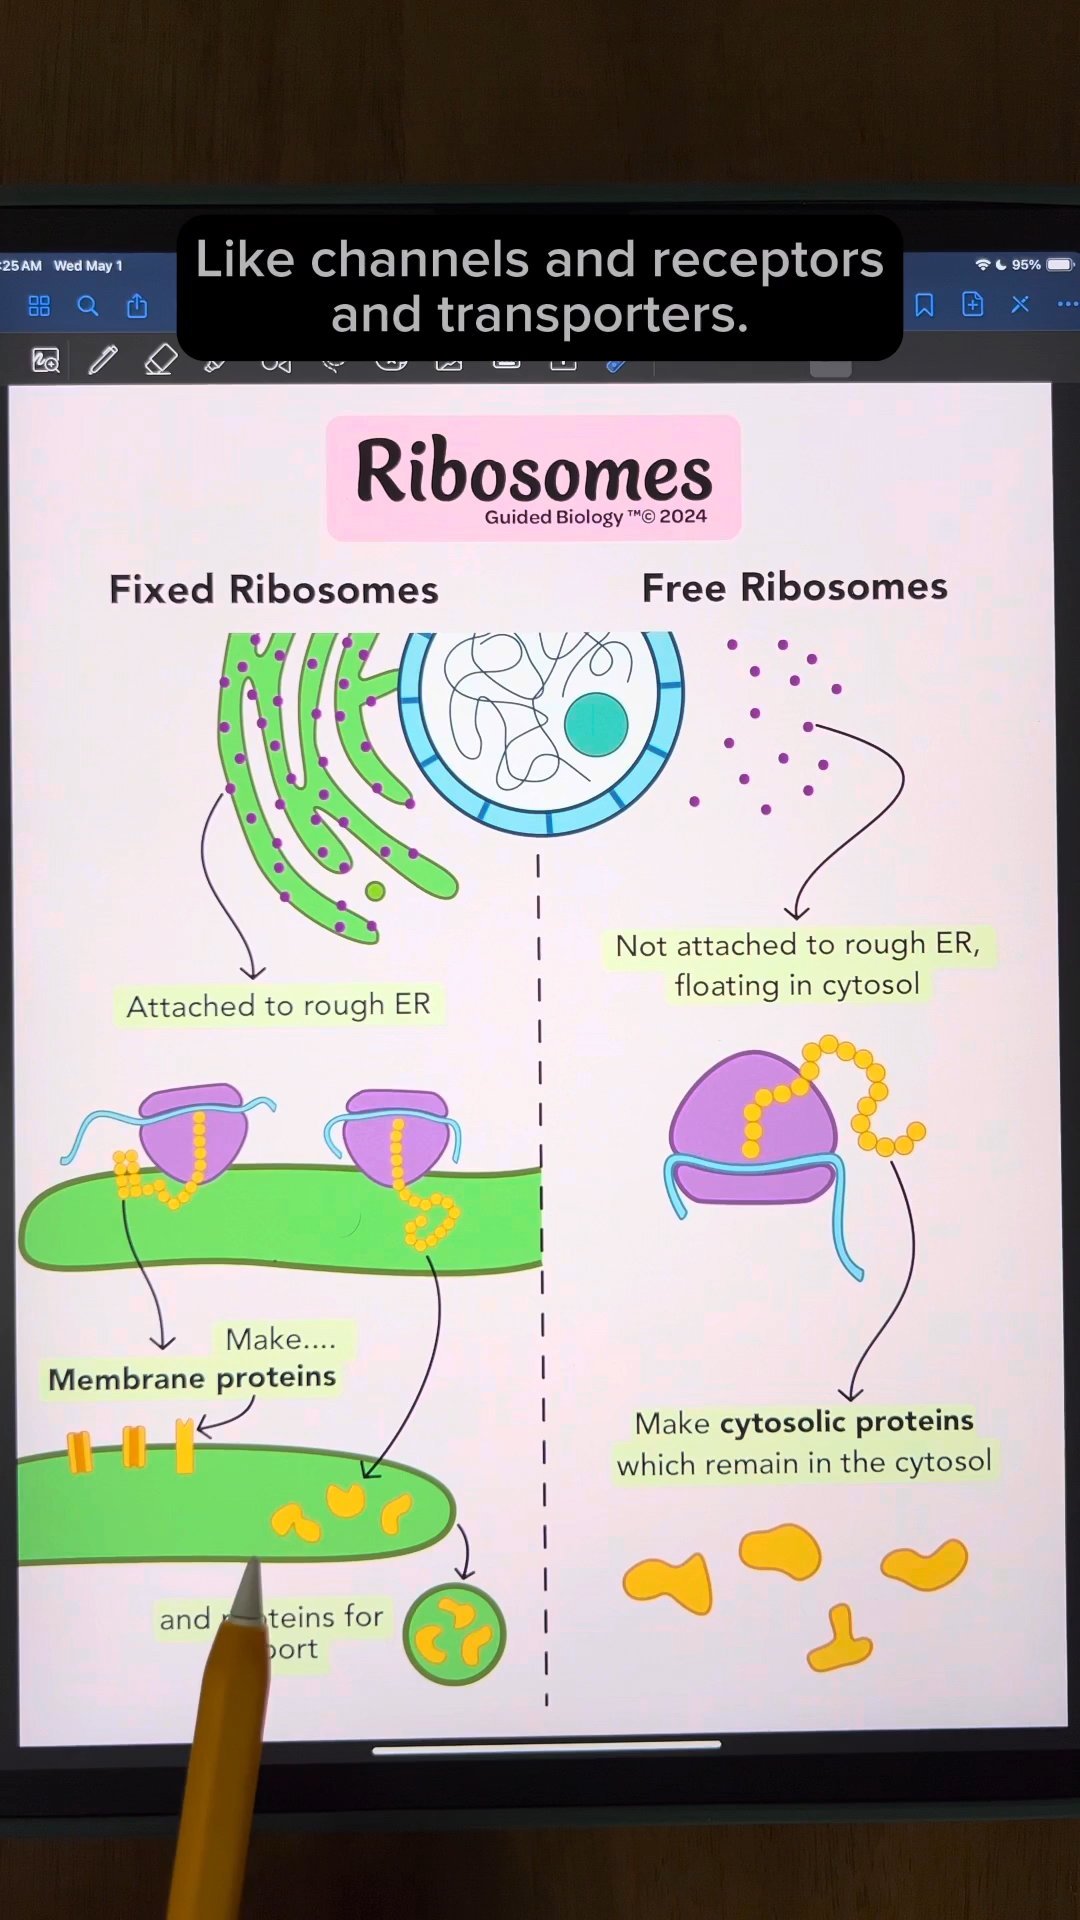 Like channels and receptors
and transporters.
:25 AM Wed May 1
95%
Ribosomes
Guided Biology ™© 2024
Fixed Ribosomes
Free Ribosomes
Attached to rough ER
Not attached to rough ER,
floating in cytosol
Make....
Membrane proteins
Make cytosolic proteins
which remain in the cytosol
and teins for
port